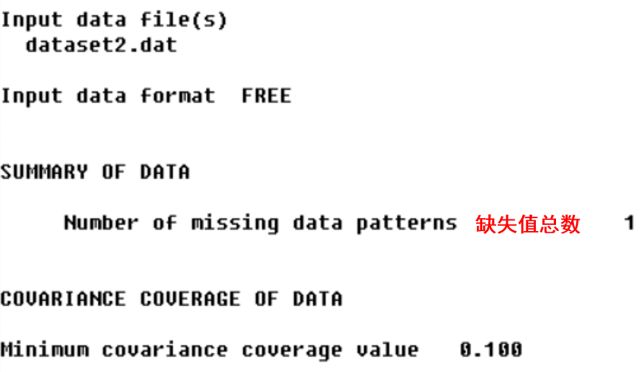 Input data file(s)
dataset2.dat
Input data format FREE
SUMMARY OF DATA
Number of missing data patterns 缺失值总数 1
COVARIANCE COVERAGE OF DATA
Minimum covariance coverage value 0.100